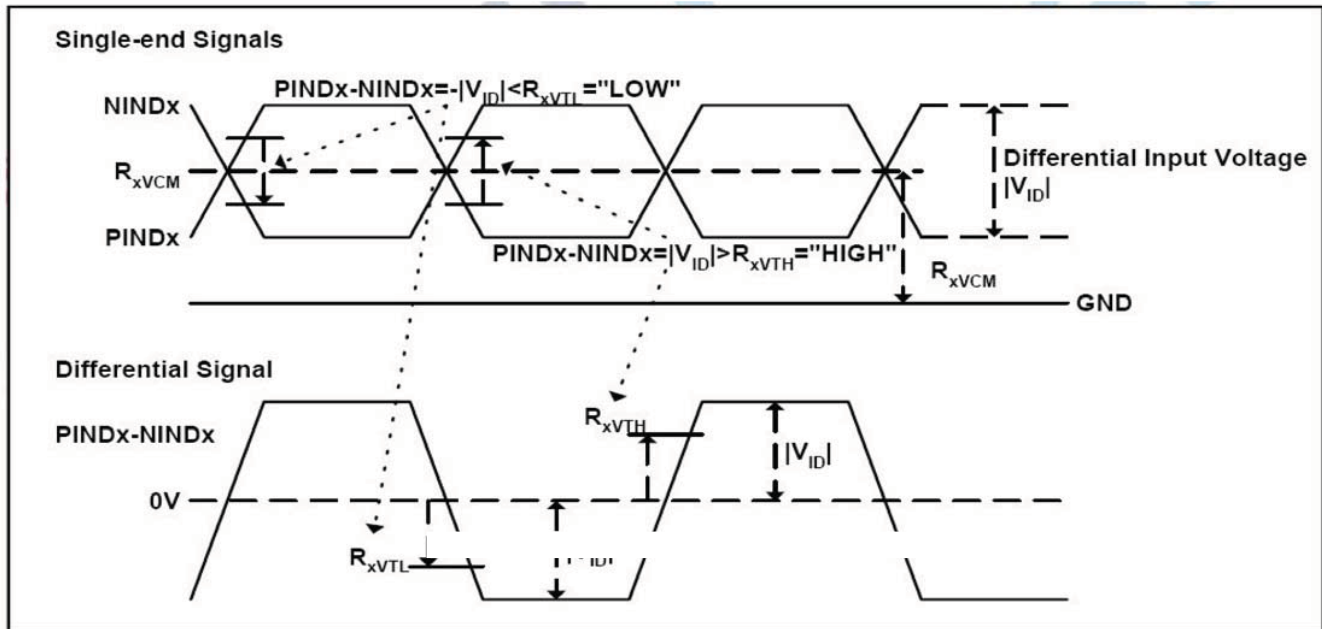 Single-end Signals
PINDx-NINDx=-|VID|<RxVTL="LOW"
NINDx
RxVCM
Differential Input Voltage
|VID|
PINDx
PINDx-NINDx=|VID|>RxVTH="HIGH"
RxVCM
GND
Differential Signal
RxVTH
PINDx-NINDx
|VID|
0V
RxVTL